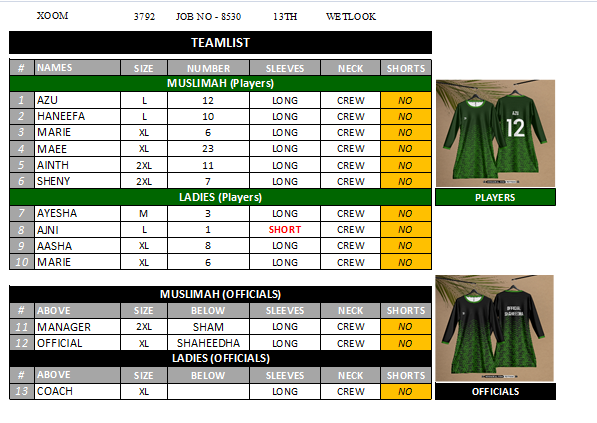 XOOM 3792 JOB NO - 8530 13TH WETLOOK
TEAMLIST
# NAMES SIZE NUMBER SLEEVES NECK SHORTS
MUSLIMAH (Players)
1 AZU L 12 LONG CREW NO
2 HANEEFA L 10 LONG CREW NO
3 MARIE XL 6 LONG CREW NO
4 MAEE XL 23 LONG CREW NO
5 AINTH 2XL 11 LONG CREW NO
6 SHENY 2XL 7 LONG CREW NO
AZU
12
LADIES (Players)
PLAYERS
7 AYESHA M 3 LONG CREW NO
8 AJNI L 1 SHORT CREW NO
9 AASHA XL 8 LONG CREW NO
10 MARIE XL 6 LONG CREW NO
MUSLIMAH (OFFICIALS)
# ABOVE SIZE BELOW SLEEVES NECK SHORTS
11 MANAGER 2XL SHAM LONG CREW NO
12 OFFICIAL XL SHAHEEDHA LONG CREW NO
OFFICIAL
SHAHEEDHA
LADIES (OFFICIALS)
# ABOVE SIZE BELOW SLEEVES NECK SHORTS
13 COACH XL LONG CREW NO
OFFICIALS